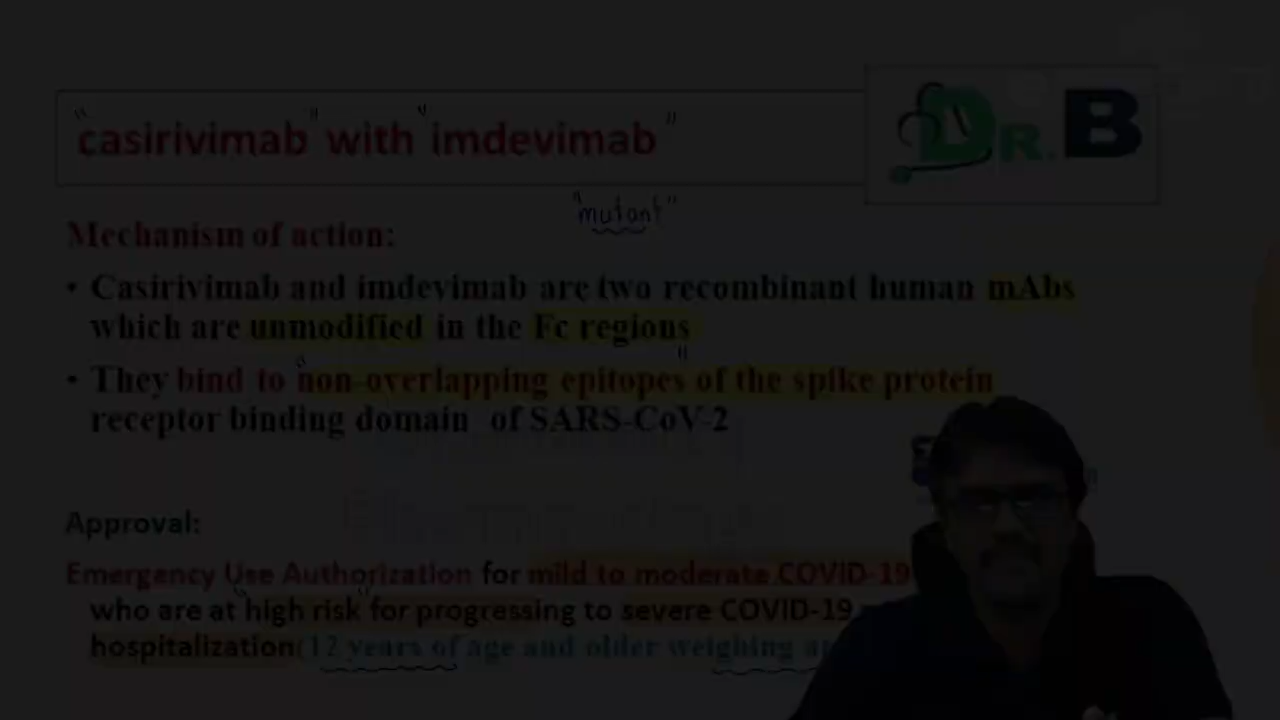 "casirivimab" with "imdevimab"
DR. B
"mutant"
Mechanism of action:
• Casirivimab and imdevimab are two recombinant human mAbs
which are unmodified in the Fc regions
• They bind to "non-overlapping epitopes" of the spike protein
receptor binding domain of SARS-CoV-2
Approval:
Emergency Use Authorization for mild to moderate COVID-19
who are at "high risk" for progressing to severe COVID-19
hospitalization(12 years of age and older weighing